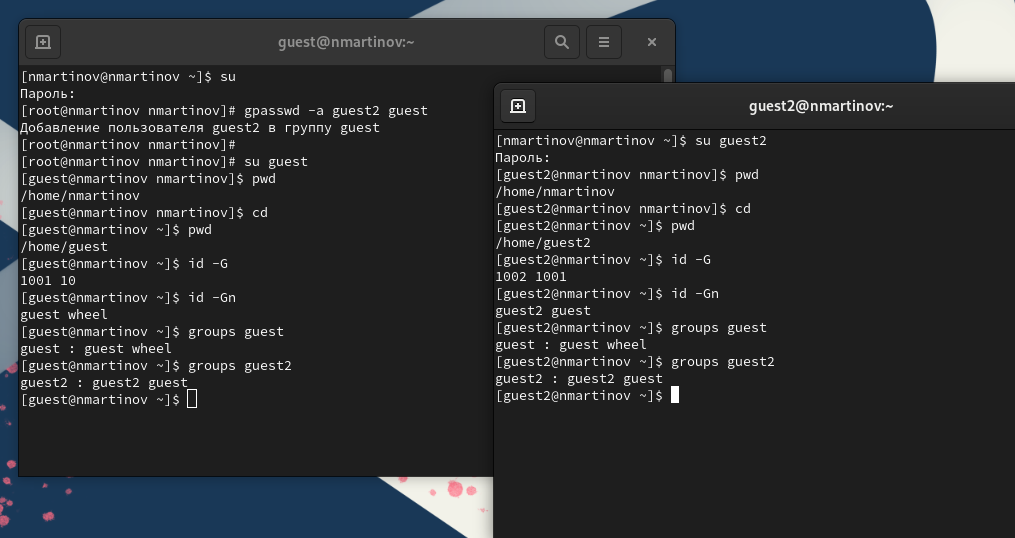 guest@nmartinov:~
[nmartinov@nmartinov ~]$ su
Пароль:
[root@nmartinov nmartinov]# gpasswd -a guest2 guest
Добавление пользователя guest2 в группу guest
[root@nmartinov nmartinov]#
[root@nmartinov nmartinov]# su guest
[guest@nmartinov nmartinov]$ pwd
/home/nmartinov
[guest@nmartinov nmartinov]$ cd
[guest@nmartinov ~]$ pwd
/home/guest
[guest@nmartinov ~]$ id -G
1001 10
[guest@nmartinov ~]$ id -Gn
guest wheel
[guest@nmartinov ~]$ groups guest
guest : guest wheel
[guest@nmartinov ~]$ groups guest2
guest2 : guest2 guest
[guest@nmartinov ~]$
guest2@nmartinov:~
[nmartinov@nmartinov ~]$ su guest2
Пароль:
[guest2@nmartinov nmartinov]$ pwd
/home/nmartinov
[guest2@nmartinov nmartinov]$ cd
[guest2@nmartinov ~]$ pwd
/home/guest2
[guest2@nmartinov ~]$ id -G
1002 1001
[guest2@nmartinov ~]$ id -Gn
guest2 guest
[guest2@nmartinov ~]$ groups guest
guest : guest wheel
[guest2@nmartinov ~]$ groups guest2
guest2 : guest2 guest
[guest2@nmartinov ~]$